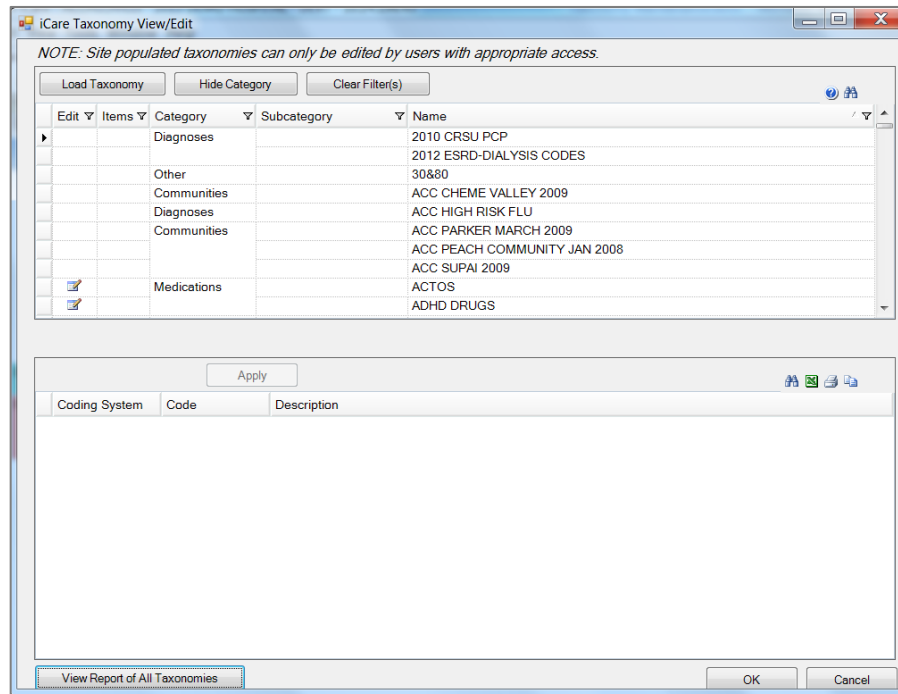 iCare Taxonomy View/Edit
NOTE: Site populated taxonomies can only be edited by users with appropriate access.
Load Taxonomy Hide Category Clear Filter(s)
Edit Items Category Subcategory Name
Diagnoses 2010 CRSU PCP
2012 ESRD-DIALYSIS CODES
Other 30&80
Communities ACC CHEME VALLEY 2009
Diagnoses ACC HIGH RISK FLU
Communities ACC PARKER MARCH 2009
ACC PEACH COMMUNITY JAN 2008
ACC SUPAI 2009
Medications ACTOS
ADHD DRUGS
Apply
Coding System Code Description
View Report of All Taxonomies OK Cancel